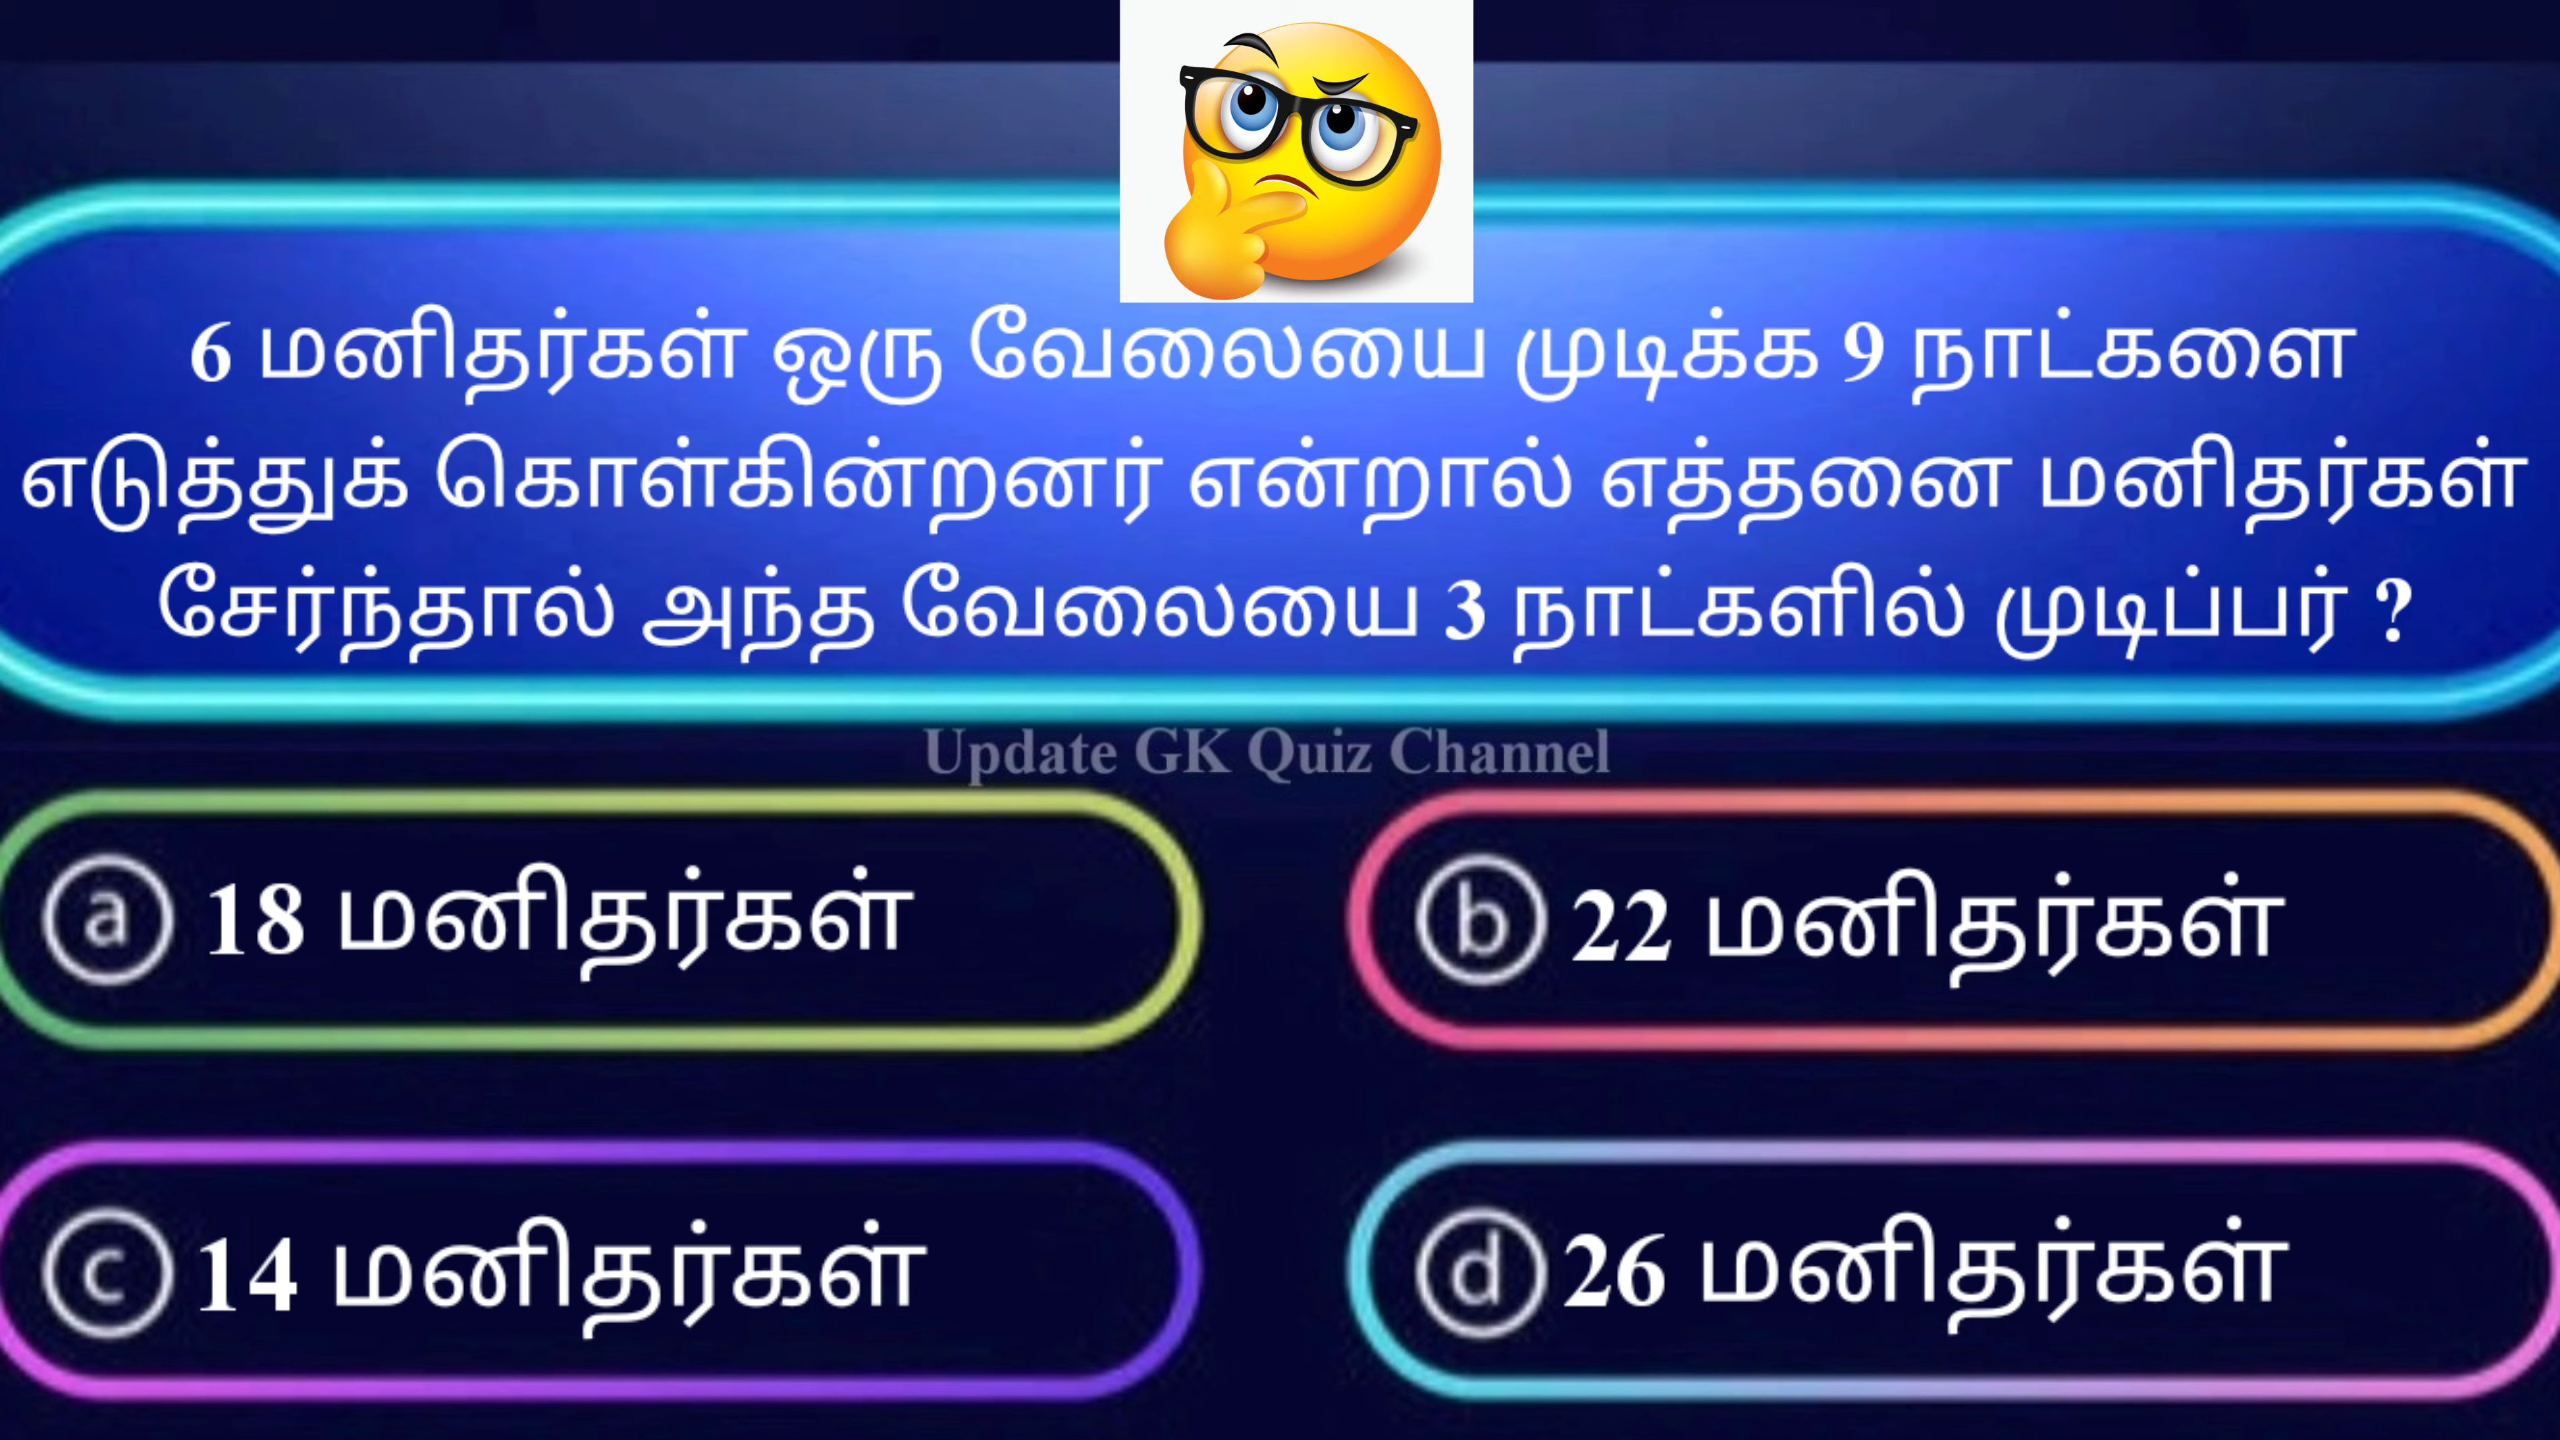 6 மனிதர்கள் ஒரு வேலையை முடிக்க 9 நாட்களை
எடுத்துக் கொள்கின்றனர் என்றால் எத்தனை மனிதர்கள்
சேர்ந்தால் அந்த வேலையை 3 நாட்களில் முடிப்பர் ?
Update GK Quiz Channel
a 18 மனிதர்கள்
b 22 மனிதர்கள்
c 14 மனிதர்கள்
d 26 மனிதர்கள்